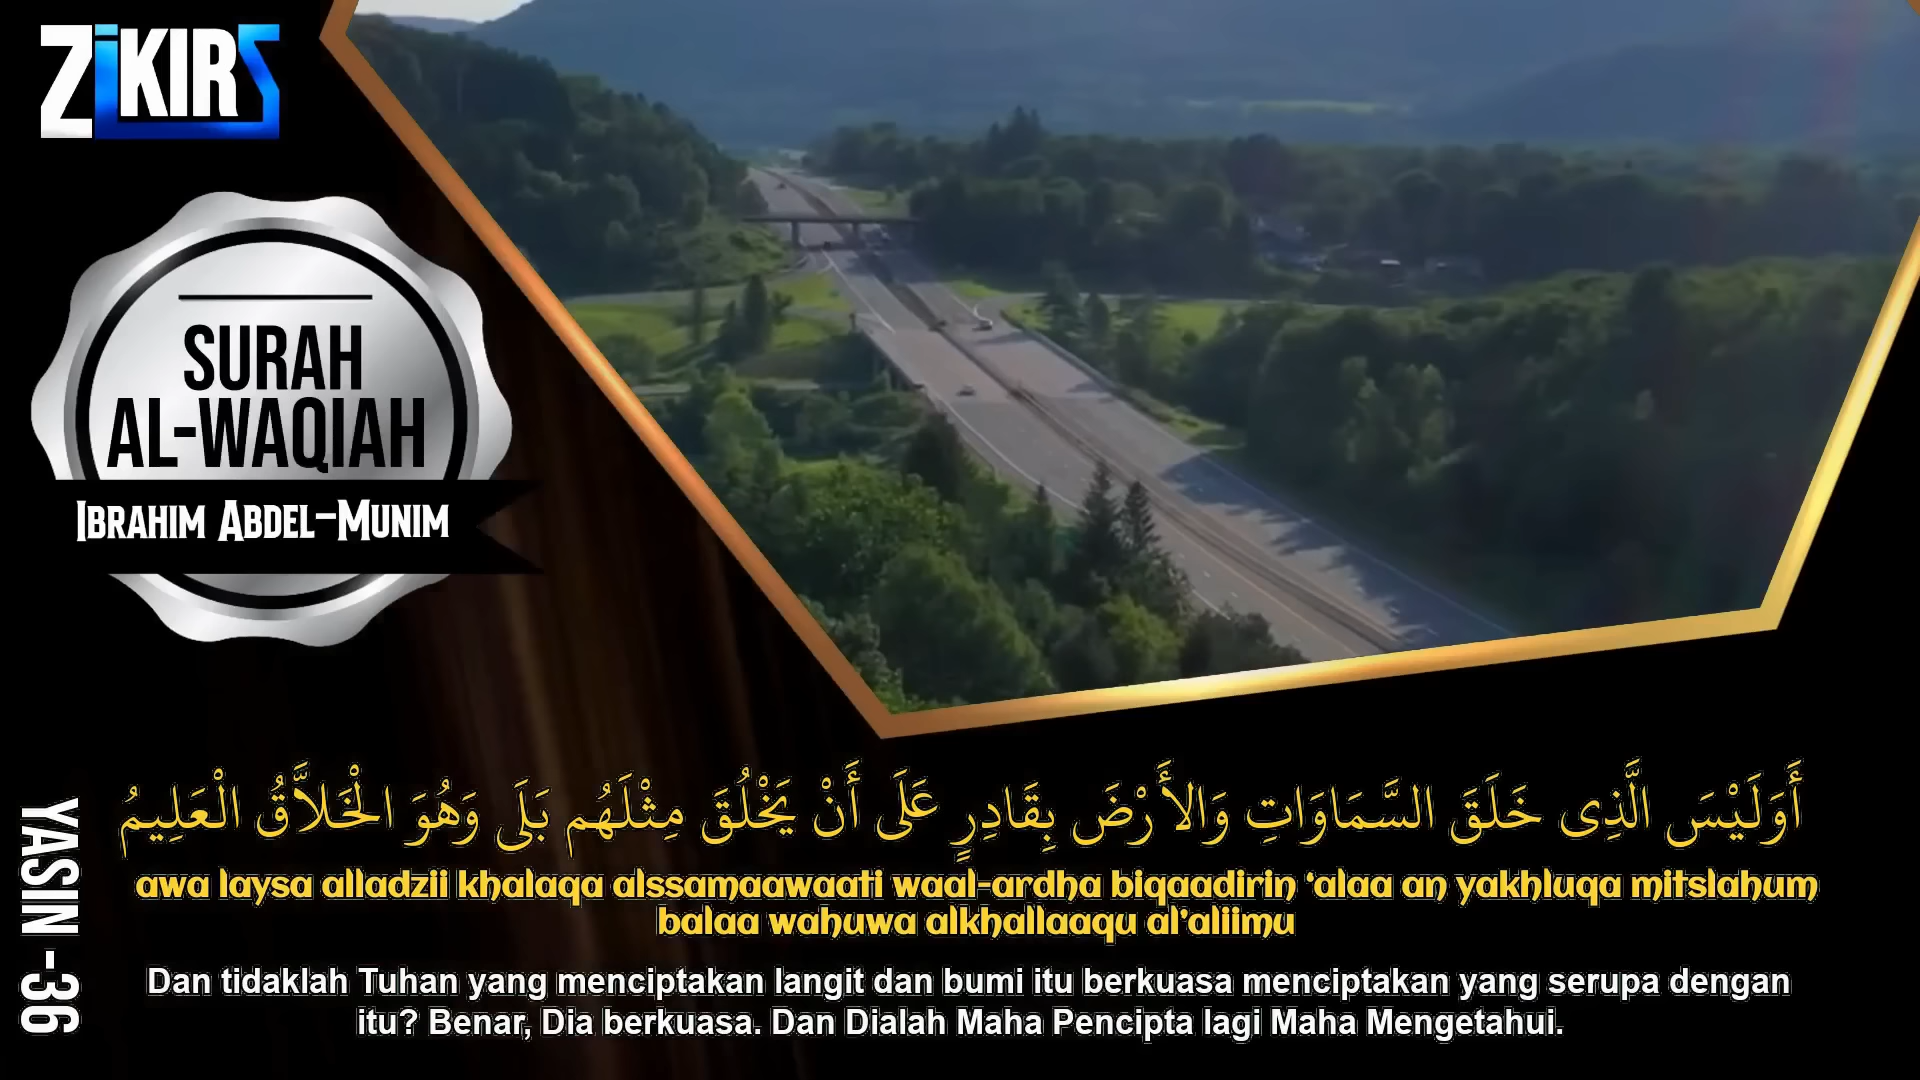 ZiKIRS
SURAH
AL-WAQIAH
IBRAHIM ABDEL-MUNIM
YASIN -36
أَوَلَيْسَ الَّذِى خَلَقَ السَّمَاوَاتِ وَالأَرْضَ بِقَادِرٍ عَلَى أَنْ يَخْلُقَ مِثْلَهُم بَلَى وَهُوَ الْخَلاَّقُ الْعَلِيمُ
awa laysa alladzii khalaqa alssamaawaati waal-ardha biqaadirin ‘alaa an yakhluqa mitslahum
balaa wahuwa alkhallaaqu al’aliimu
Dan tidaklah Tuhan yang menciptakan langit dan bumi itu berkuasa menciptakan yang serupa dengan
itu? Benar, Dia berkuasa. Dan Dialah Maha Pencipta lagi Maha Mengetahui.